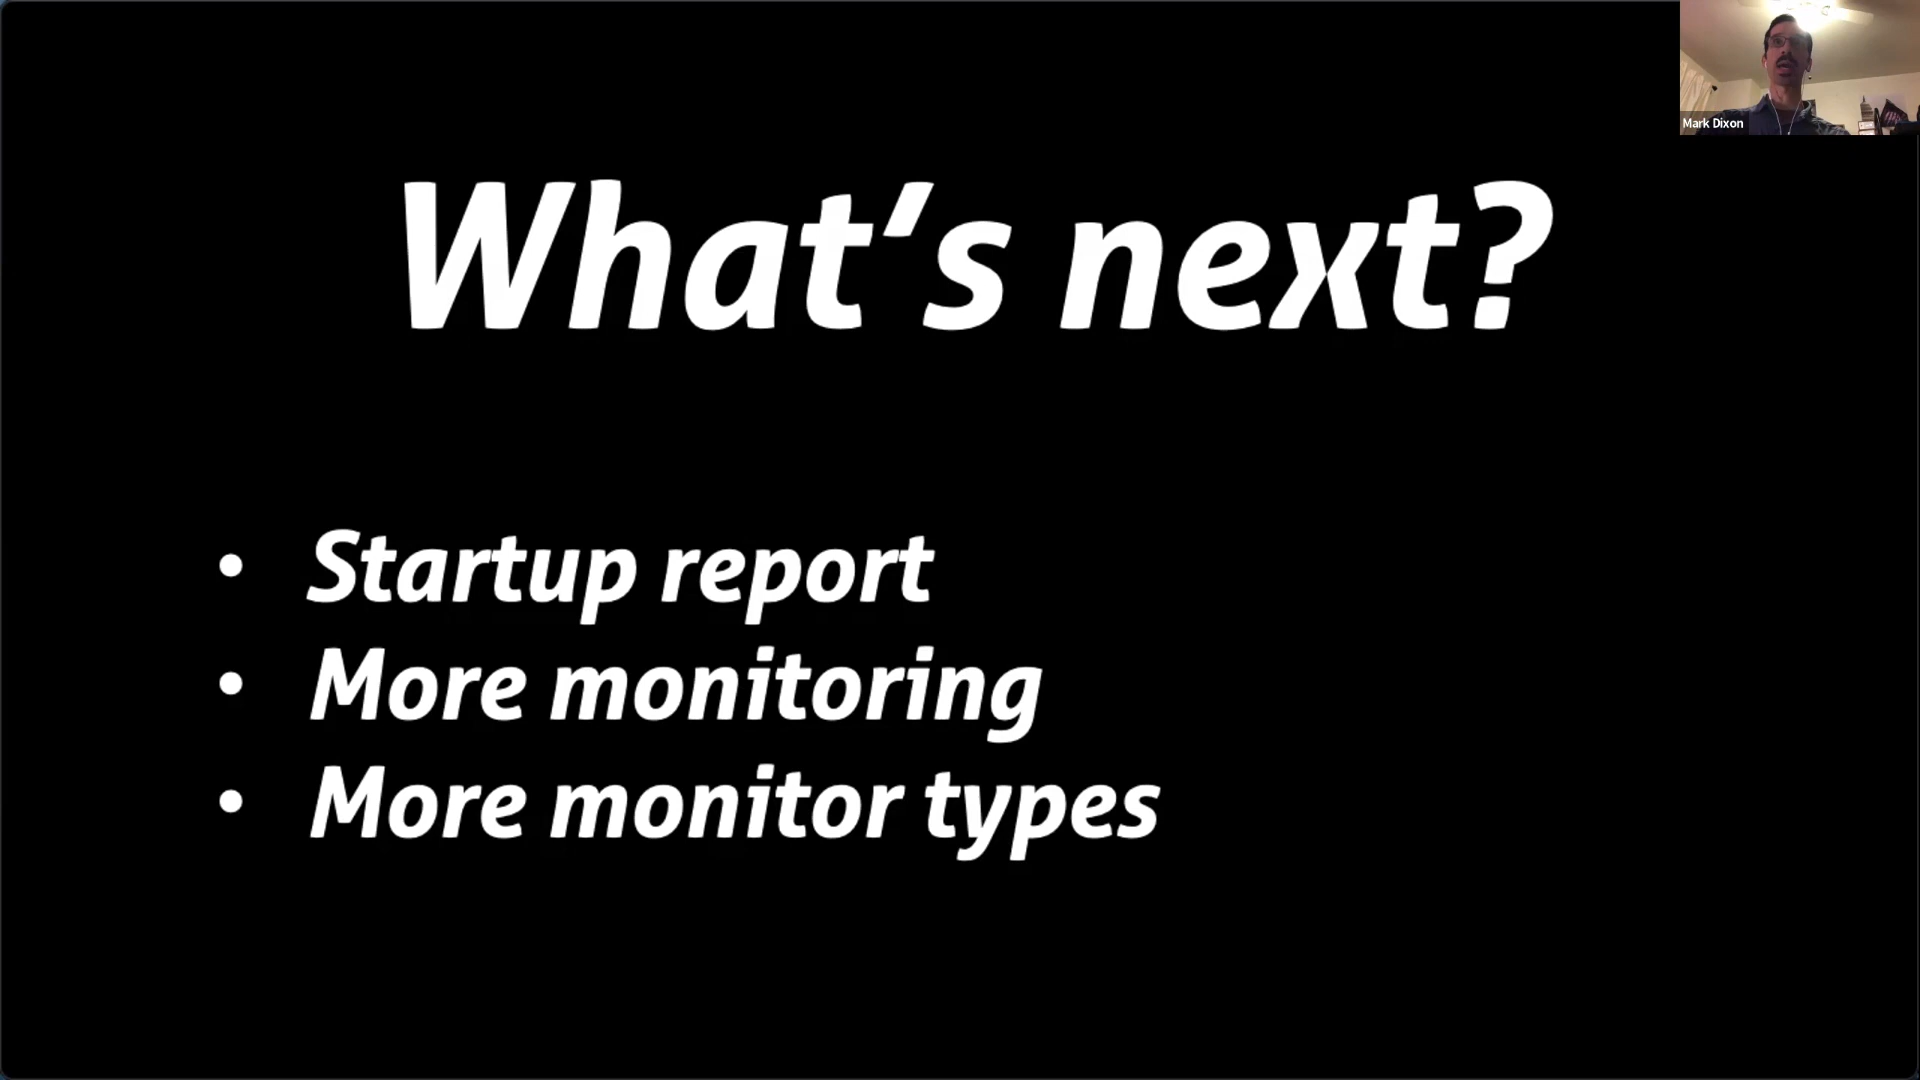 Mark Dixon
What's next?
• Startup report
• More monitoring
• More monitor types